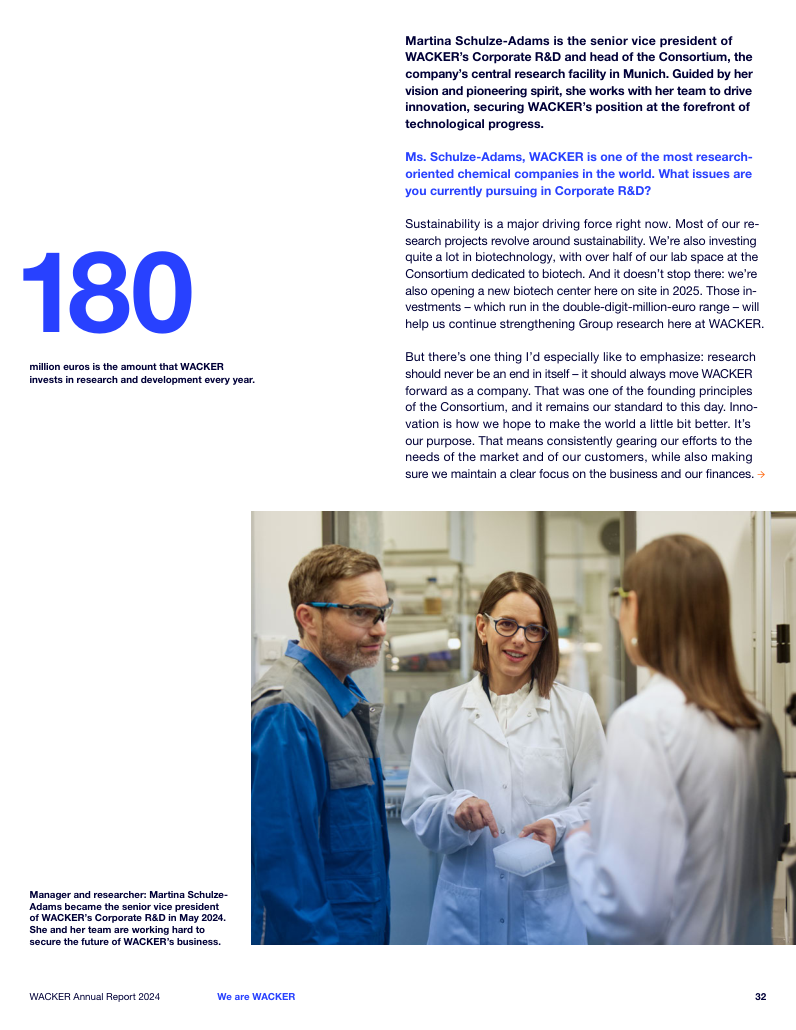 Martina Schulze-Adams is the senior vice president of
WACKER's Corporate R&D and head of the Consortium, the
company's central research facility in Munich. Guided by her
vision and pioneering spirit, she works with her team to drive
innovation, securing WACKER's position at the forefront of
technological progress.
Ms. Schulze-Adams, WACKER is one of the most research-
oriented chemical companies in the world. What issues are
you currently pursuing in Corporate R&D?
Sustainability is a major driving force right now. Most of our re-
search projects revolve around sustainability. We're also investing
quite a lot in biotechnology, with over half of our lab space at the
Consortium dedicated to biotech. And it doesn't stop there: we're
also opening a new biotech center here on site in 2025. Those in-
vestments – which run in the double-digit-million-euro range – will
help us continue strengthening Group research here at WACKER.
But there's one thing I'd especially like to emphasize: research
should never be an end in itself – it should always move WACKER
forward as a company. That was one of the founding principles
of the Consortium, and it remains our standard to this day. Inno-
vation is how we hope to make the world a little bit better. It's
our purpose. That means consistently gearing our efforts to the
needs of the market and of our customers, while also making
sure we maintain a clear focus on the business and our finances. →
180
million euros is the amount that WACKER
invests in research and development every year.
Manager and researcher: Martina Schulze-
Adams became the senior vice president
of WACKER's Corporate R&D in May 2024.
She and her team are working hard to
secure the future of WACKER's business.
WACKER Annual Report 2024
We are WACKER
32